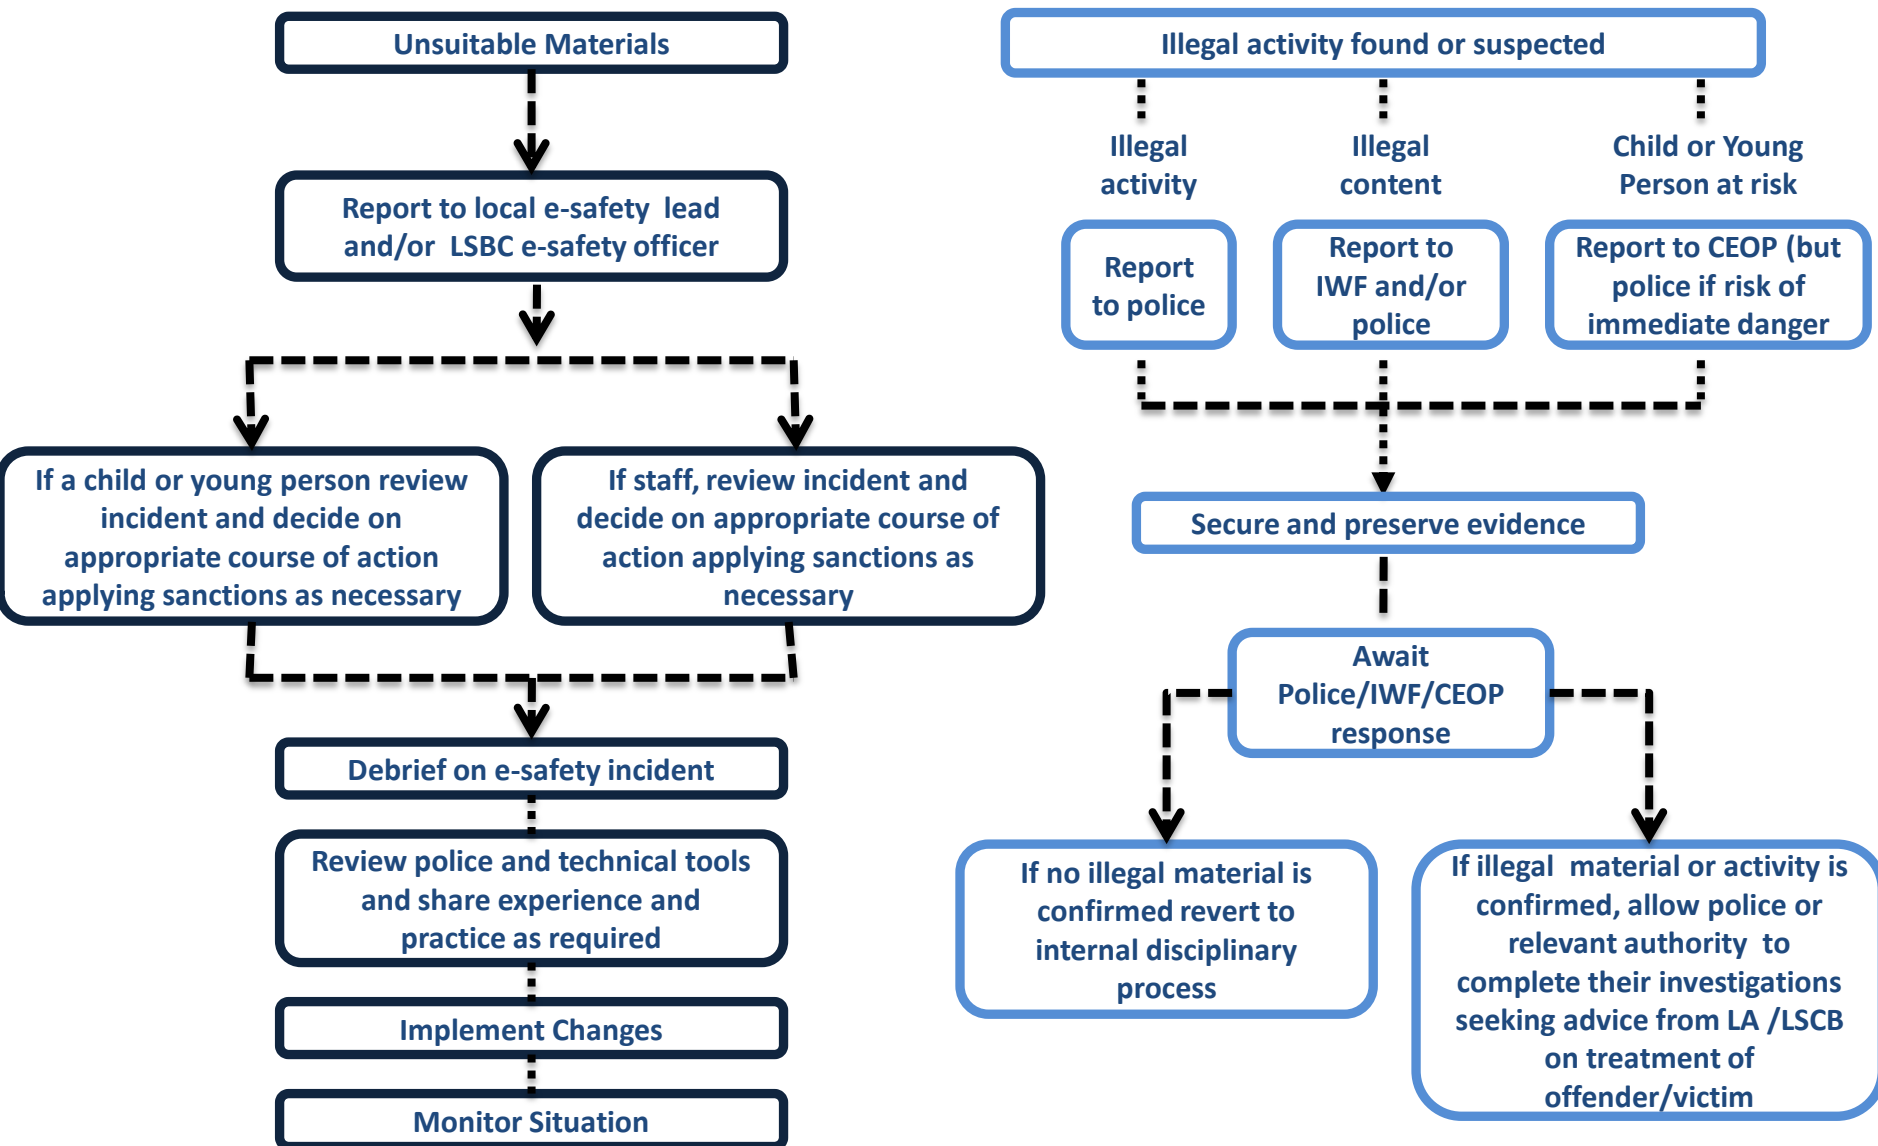 Unsuitable Materials
Report to local e-safety lead
and/or LSBC e-safety officer
If a child or young person review
incident and decide on
appropriate course of action
applying sanctions as necessary
If staff, review incident and
decide on appropriate course of
action applying sanctions as
necessary
Debrief on e-safety incident
Review police and technical tools
and share experience and
practice as required
Implement Changes
Monitor Situation
Illegal activity found or suspected
Illegal
activity
Report
to police
Illegal
content
Report to
IWF and/or
police
Child or Young
Person at risk
Report to CEOP (but
police if risk of
immediate danger
Secure and preserve evidence
Await
Police/IWF/CEOP
response
If no illegal material is
confirmed revert to
internal disciplinary
process
If illegal material or activity is
confirmed, allow police or
relevant authority to
complete their investigations
seeking advice from LA /LSCB
on treatment of
offender/victim